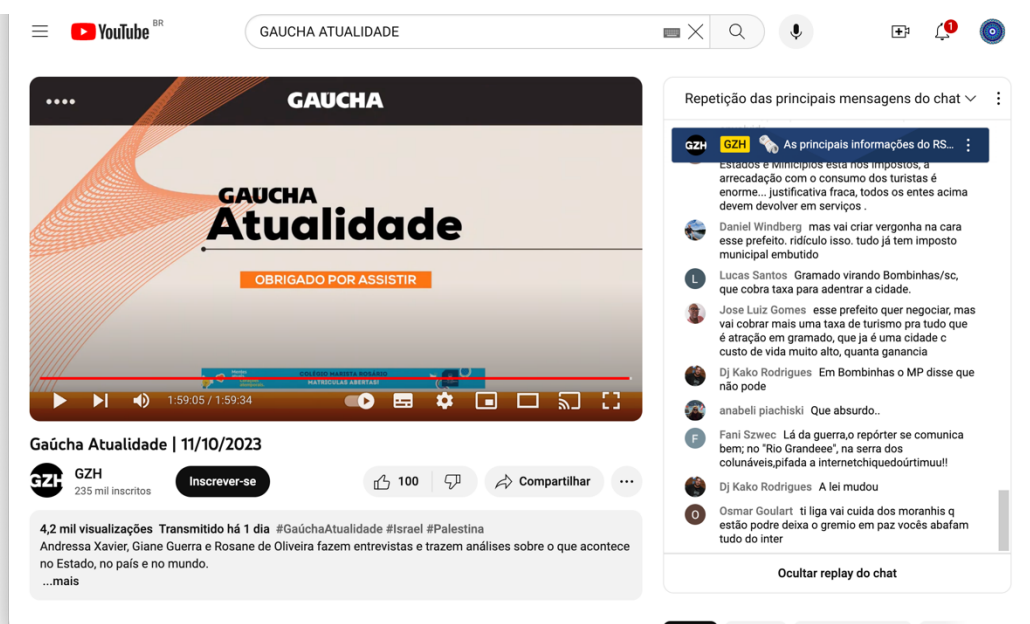 YouTube BR
GAUCHA ATUALIDADE
1
GAÚCHA
GAÚCHA
Atualidade
OBRIGADO POR ASSISTIR
COLÉGIO MARISTA ROSÁRIO
MATRÍCULAS ABERTAS!
1:59:05 / 1:59:34
Gaúcha Atualidade | 11/10/2023
GZH
GZH
235 mil inscritos
Inscrever-se
100
Compartilhar
4,2 mil visualizações Transmitido há 1 dia #GaúchaAtualidade #Israel #Palestina
Andressa Xavier, Giane Guerra e Rosane de Oliveira fazem entrevistas e trazem análises sobre o que acontece
no Estado, no país e no mundo.
...mais
Repetição das principais mensagens do chat
GZH GZH As principais informações do RS...
Estados e Minicipios está nos impostos, a
arrecadação com o consumo dos turistas é
enorme... justificativa fraca, todos os entes acima
devem devolver em serviços .
Daniel Windberg mas vai criar vergonha na cara
esse prefeito. ridículo isso. tudo já tem imposto
municipal embutido
L Lucas Santos Gramado virando Bombinhas/sc,
que cobra taxa para adentrar a cidade.
Jose Luiz Gomes esse prefeito quer negociar, mas
vai cobrar mais uma taxa de turismo pra tudo que
é atração em gramado, que ja é uma cidade c
custo de vida muito alto, quanta ganancia
Dj Kako Rodrigues Em Bombinhas o MP disse que
não pode
anabeli piachiski Que absurdo..
F Fani Szwec Lá da guerra,o repórter se comunica
bem; no "Rio Grandeee", na serra dos
colunáveis,pifada a internetchiquedoúrtimuu!!
Dj Kako Rodrigues A lei mudou
O Osmar Goulart ti liga vai cuida dos moranhis q
estão podre deixa o gremio em paz vocês abafam
tudo do inter
Ocultar replay do chat